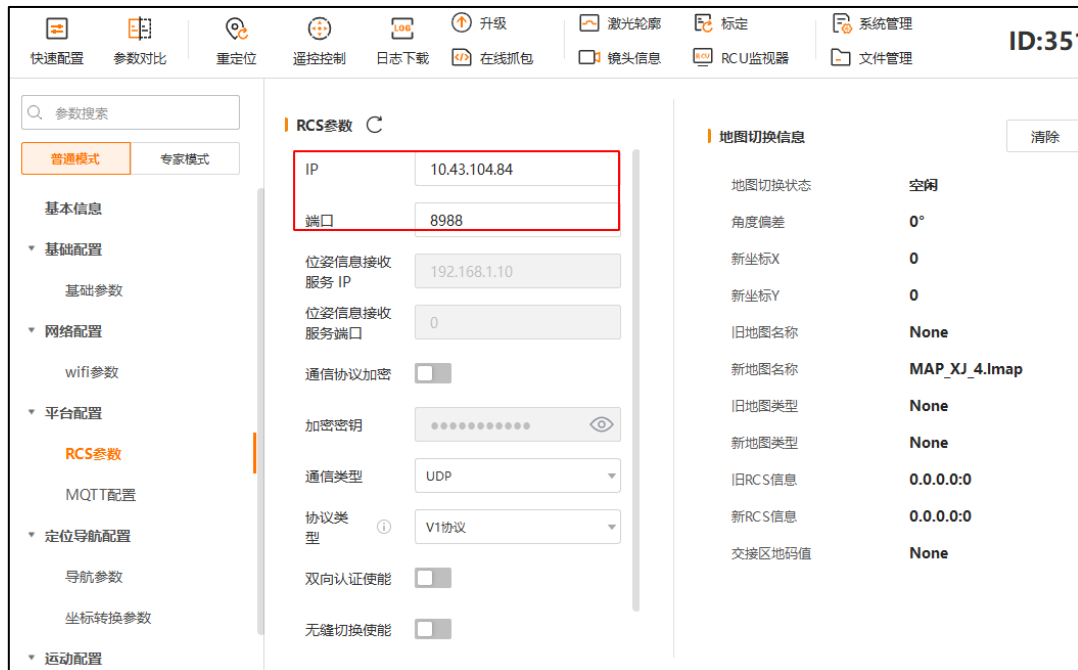 升级
激光轮廓
标定
系统管理
快速配置
参数对比
重定位
遥控控制
LOG
日志下载
在线抓包
镜头信息
RCU
RCU监视器
文件管理
ID:351
参数搜索
普通模式
专家模式
基本信息
基础配置
基础参数
网络配置
wifi参数
平台配置
RCS参数
MQTT配置
定位导航配置
导航参数
坐标转换参数
运动配置
RCS参数
IP 10.43.104.84
端口 8988
位姿信息接收
服务 IP
192.168.1.10
位姿信息接收
服务端口
0
通信协议加密
加密密钥
通信类型 UDP
协议类
型
V1协议
双向认证使能
无缝切换使能
地图切换信息
清除
地图切换状态 空闲
角度偏差 0°
新坐标X 0
新坐标Y 0
旧地图名称 None
新地图名称 MAP_XJ_4.lmap
旧地图类型 None
新地图类型 None
旧RCS信息 0.0.0.0:0
新RCS信息 0.0.0.0:0
交接区地码值 None